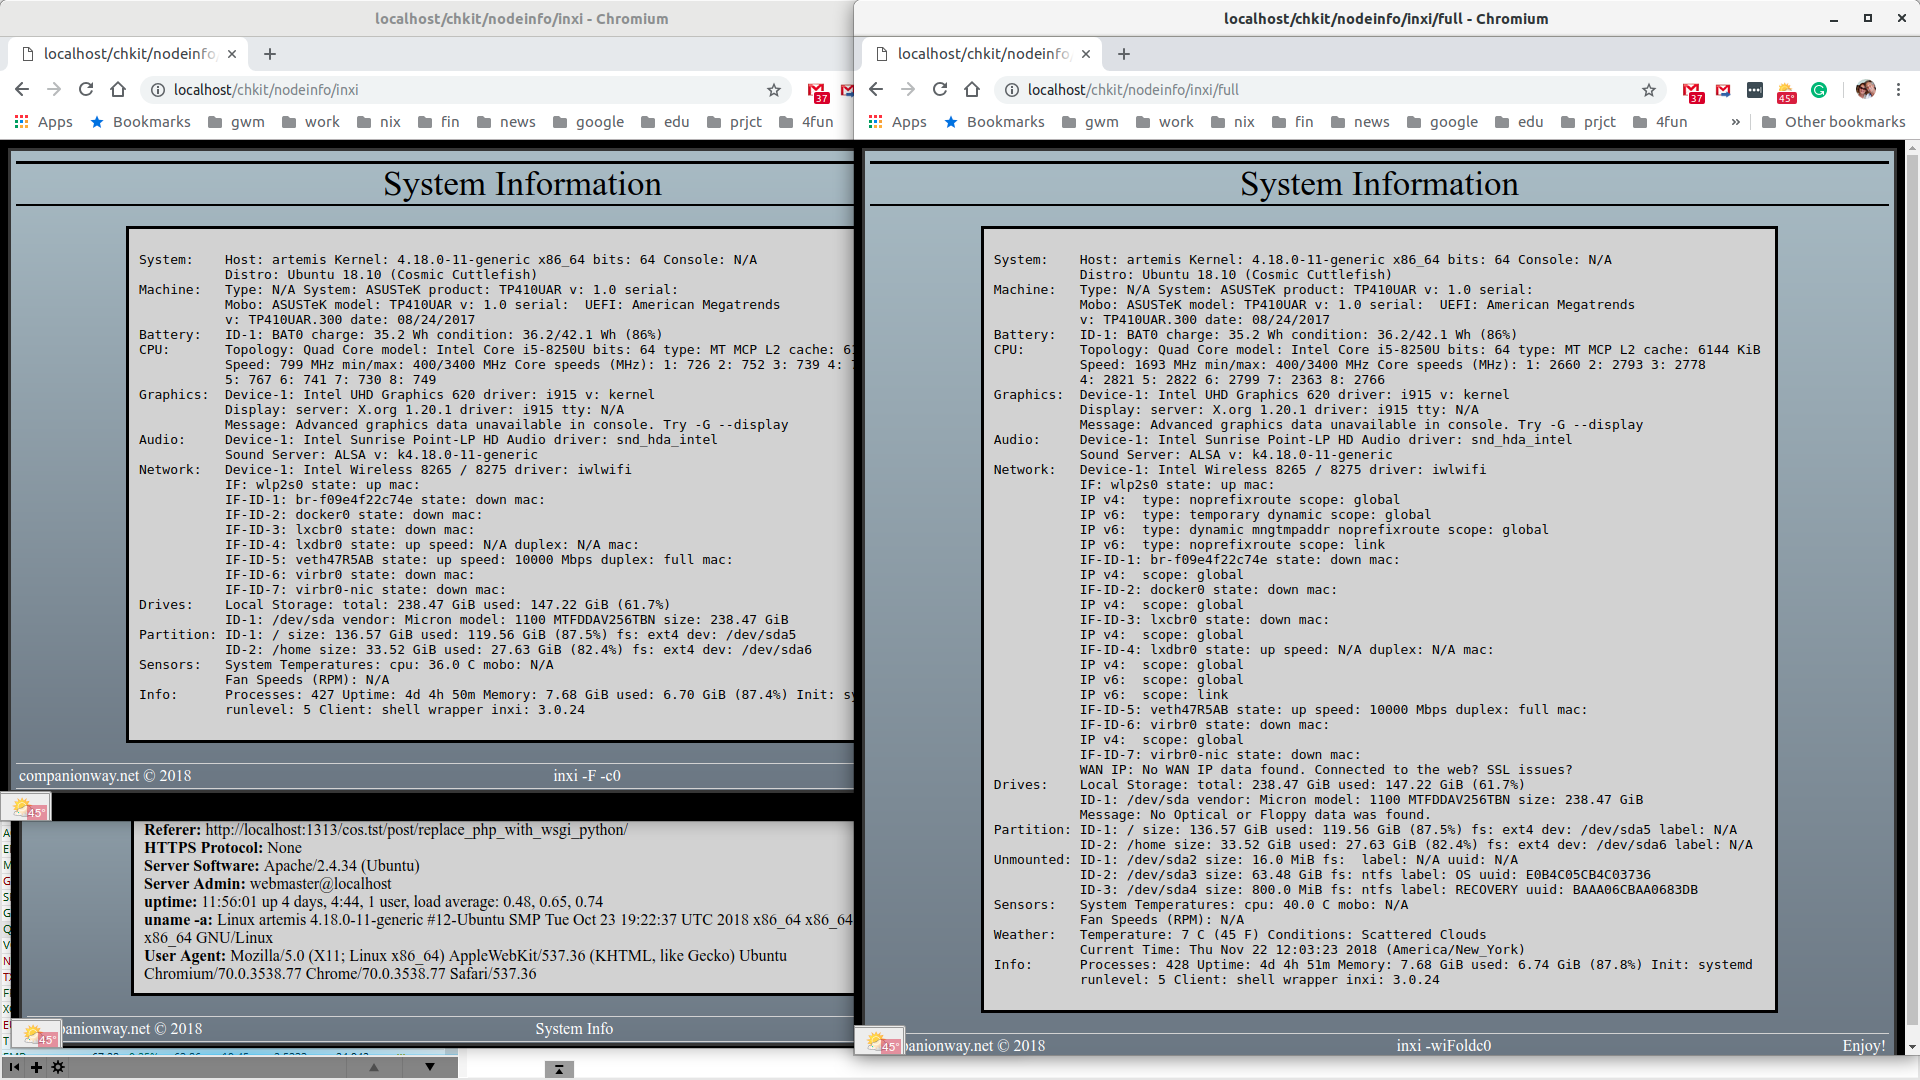 localhost/chkit/nodeinfo/inxi - Chromium
localhost/chkit/nodeinfo
localhost/chkit/nodeinfo/inxi
37
Apps Bookmarks gwm work nix fin news google edu prjct 4fun
System Information
System: Host: artemis Kernel: 4.18.0-11-generic x86_64 bits: 64 Console: N/A
Distro: Ubuntu 18.10 (Cosmic Cuttlefish)
Machine: Type: N/A System: ASUSTeK product: TP410UAR v: 1.0 serial:
Mobo: ASUSTeK model: TP410UAR v: 1.0 serial: UEFI: American Megatrends
v: TP410UAR.300 date: 08/24/2017
Battery: ID-1: BAT0 charge: 35.2 Wh condition: 36.2/42.1 Wh (86%)
CPU: Topology: Quad Core model: Intel Core i5-8250U bits: 64 type: MT MCP L2 cache:
Speed: 799 MHz min/max: 400/3400 MHz Core speeds (MHz): 1: 726 2: 752 3: 739 4:
5: 767 6: 741 7: 730 8: 749
Graphics: Device-1: Intel UHD Graphics 620 driver: i915 v: kernel
Display: server: X.org 1.20.1 driver: i915 tty: N/A
Message: Advanced graphics data unavailable in console. Try -G --display
Audio: Device-1: Intel Sunrise Point-LP HD Audio driver: snd_hda_intel
Sound Server: ALSA v: k4.18.0-11-generic
Network: Device-1: Intel Wireless 8265 / 8275 driver: iwlwifi
IF: wlp2s0 state: up mac:
IF-ID-1: br-f09e4f22c74e state: down mac:
IF-ID-2: docker0 state: down mac:
IF-ID-3: lxcbr0 state: down mac:
IF-ID-4: lxdbr0 state: up speed: N/A duplex: N/A mac:
IF-ID-5: veth47R5AB state: up speed: 10000 Mbps duplex: full mac:
IF-ID-6: virbr0 state: down mac:
IF-ID-7: virbr0-nic state: down mac:
Drives: Local Storage: total: 238.47 GiB used: 147.22 GiB (61.7%)
ID-1: /dev/sda vendor: Micron model: 1100 MTFDDAV256TBN size: 238.47 GiB
Partition: ID-1: / size: 136.57 GiB used: 119.56 GiB (87.5%) fs: ext4 dev: /dev/sda5
ID-2: /home size: 33.52 GiB used: 27.63 GiB (82.4%) fs: ext4 dev: /dev/sda6
Sensors: System Temperatures: cpu: 36.0 C mobo: N/A
Fan Speeds (RPM): N/A
Info: Processes: 427 Uptime: 4d 4h 50m Memory: 7.68 GiB used: 6.70 GiB (87.4%) Init:
runlevel: 5 Client: shell wrapper inxi: 3.0.24
companionway.net © 2018 inxi -F -c0
45°
Referer: http://localhost:1313/cos.tst/post/replace_php_with_wsgi_python/
HTTPS Protocol: None
Server Software: Apache/2.4.34 (Ubuntu)
Server Admin: webmaster@localhost
uptime: 11:56:01 up 4 days, 4:44, 1 user, load average: 0.48, 0.65, 0.74
uname -a: Linux artemis 4.18.0-11-generic #12-Ubuntu SMP Tue Oct 23 19:22:37 UTC 2018 x86_64 x86_64
x86_64 GNU/Linux
User Agent: Mozilla/5.0 (X11; Linux x86_64) AppleWebKit/537.36 (KHTML, like Gecko) Ubuntu
Chromium/70.0.3538.77 Chrome/70.0.3538.77 Safari/537.36
45° panionway.net © 2018 System Info
localhost/chkit/nodeinfo/inxi/full - Chromium
localhost/chkit/nodeinfo
localhost/chkit/nodeinfo/inxi/full
37 45°
Apps Bookmarks gwm work nix fin news google edu prjct 4fun » Other bookmarks
System Information
System: Host: artemis Kernel: 4.18.0-11-generic x86_64 bits: 64 Console: N/A
Distro: Ubuntu 18.10 (Cosmic Cuttlefish)
Machine: Type: N/A System: ASUSTeK product: TP410UAR v: 1.0 serial:
Mobo: ASUSTeK model: TP410UAR v: 1.0 serial: UEFI: American Megatrends
v: TP410UAR.300 date: 08/24/2017
Battery: ID-1: BAT0 charge: 35.2 Wh condition: 36.2/42.1 Wh (86%)
CPU: Topology: Quad Core model: Intel Core i5-8250U bits: 64 type: MT MCP L2 cache: 6144 KiB
Speed: 1693 MHz min/max: 400/3400 MHz Core speeds (MHz): 1: 2660 2: 2793 3: 2778
4: 2821 5: 2822 6: 2799 7: 2363 8: 2766
Graphics: Device-1: Intel UHD Graphics 620 driver: i915 v: kernel
Display: server: X.org 1.20.1 driver: i915 tty: N/A
Message: Advanced graphics data unavailable in console. Try -G --display
Audio: Device-1: Intel Sunrise Point-LP HD Audio driver: snd_hda_intel
Sound Server: ALSA v: k4.18.0-11-generic
Network: Device-1: Intel Wireless 8265 / 8275 driver: iwlwifi
IF: wlp2s0 state: up mac:
IP v4: type: noprefixroute scope: global
IP v6: type: temporary dynamic scope: global
IP v6: type: dynamic mngtmpaddr noprefixroute scope: global
IP v6: type: noprefixroute scope: link
IF-ID-1: br-f09e4f22c74e state: down mac:
IP v4: scope: global
IF-ID-2: docker0 state: down mac:
IP v4: scope: global
IF-ID-3: lxcbr0 state: down mac:
IP v4: scope: global
IF-ID-4: lxdbr0 state: up speed: N/A duplex: N/A mac:
IP v4: scope: global
IP v6: scope: global
IP v6: scope: link
IF-ID-5: veth47R5AB state: up speed: 10000 Mbps duplex: full mac:
IF-ID-6: virbr0 state: down mac:
IP v4: scope: global
IF-ID-7: virbr0-nic state: down mac:
WAN IP: No WAN IP data found. Connected to the web? SSL issues?
Drives: Local Storage: total: 238.47 GiB used: 147.22 GiB (61.7%)
ID-1: /dev/sda vendor: Micron model: 1100 MTFDDAV256TBN size: 238.47 GiB
Message: No Optical or Floppy data was found.
Partition: ID-1: / size: 136.57 GiB used: 119.56 GiB (87.5%) fs: ext4 dev: /dev/sda5 label: N/A
ID-2: /home size: 33.52 GiB used: 27.63 GiB (82.4%) fs: ext4 dev: /dev/sda6 label: N/A
Unmounted: ID-1: /dev/sda2 size: 16.0 MiB fs: label: N/A uuid: N/A
ID-2: /dev/sda3 size: 63.48 GiB fs: ntfs label: OS uuid: E0B4C05CB4C03736
ID-3: /dev/sda4 size: 800.0 MiB fs: ntfs label: RECOVERY uuid: BAAA06CBAA0683DB
Sensors: System Temperatures: cpu: 40.0 C mobo: N/A
Fan Speeds (RPM): N/A
Weather: Temperature: 7 C (45 F) Conditions: Scattered Clouds
Current Time: Thu Nov 22 12:03:23 2018 (America/New_York)
Info: Processes: 428 Uptime: 4d 4h 51m Memory: 7.68 GiB used: 6.74 GiB (87.8%) Init: systemd
runlevel: 5 Client: shell wrapper inxi: 3.0.24
45° panionway.net © 2018 inxi -wiFoldc0 Enjoy!